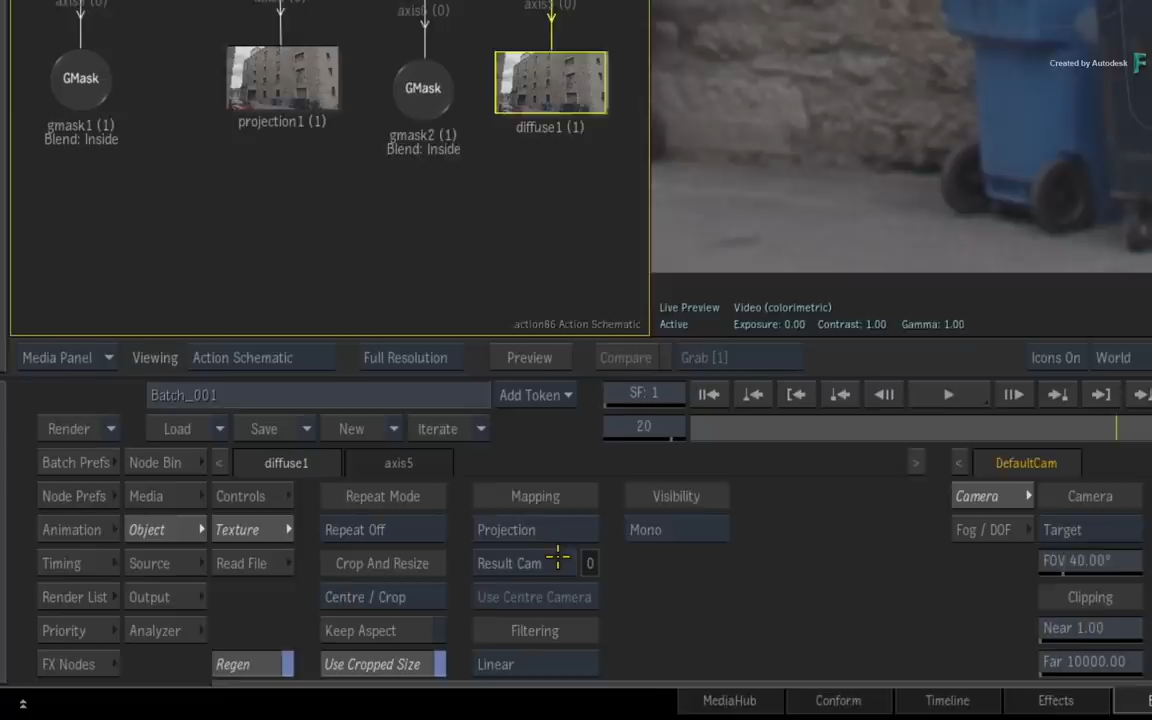 axis6 (0)
axis5 (0)
GMask
GMask
gmask1 (1)
Blend: Inside
projection1 (1)
gmask2 (1)
Blend: Inside
diffuse1 (1)
Created by Autodesk
action86 Action Schematic
Live Preview Video (colorimetric)
Active Exposure: 0.00 Contrast: 1.00 Gamma: 1.00
Media Panel Viewing Action Schematic Full Resolution Preview Compare Grab [1] Icons On World
Batch_001 Add Token SF: 1
Render Load Save New Iterate 20
Batch Prefs Node Bin < diffuse1 axis5 > < DefaultCam
Node Prefs Media Controls Repeat Mode Mapping Visibility Camera Camera
Animation Object Texture Repeat Off Projection Mono Fog / DOF Target
Timing Source Read File Crop And Resize Result Cam 0 FOV 40.00°
Render List Output Centre / Crop Use Centre Camera Clipping
Priority Analyzer Keep Aspect Filtering Near 1.00
FX Nodes Regen Use Cropped Size Linear Far 10000.00
MediaHub Conform Timeline Effects